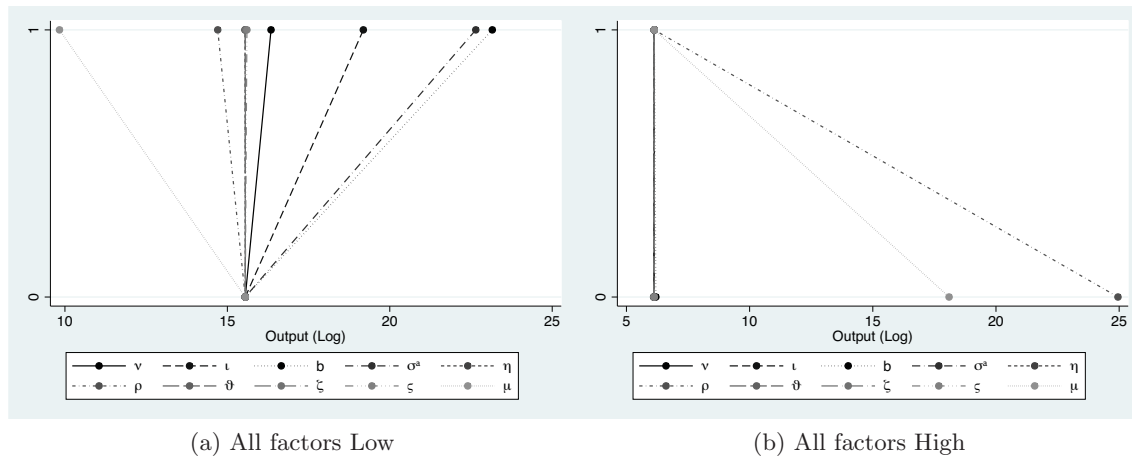 1
0
10 15 20 25
Output (Log)
ν ι b σᵃ η
ρ ϑ ζ ς μ
(a) All factors Low
1
0
5 10 15 20 25
Output (Log)
ν ι b σᵃ η
ρ ϑ ζ ς μ
(b) All factors High